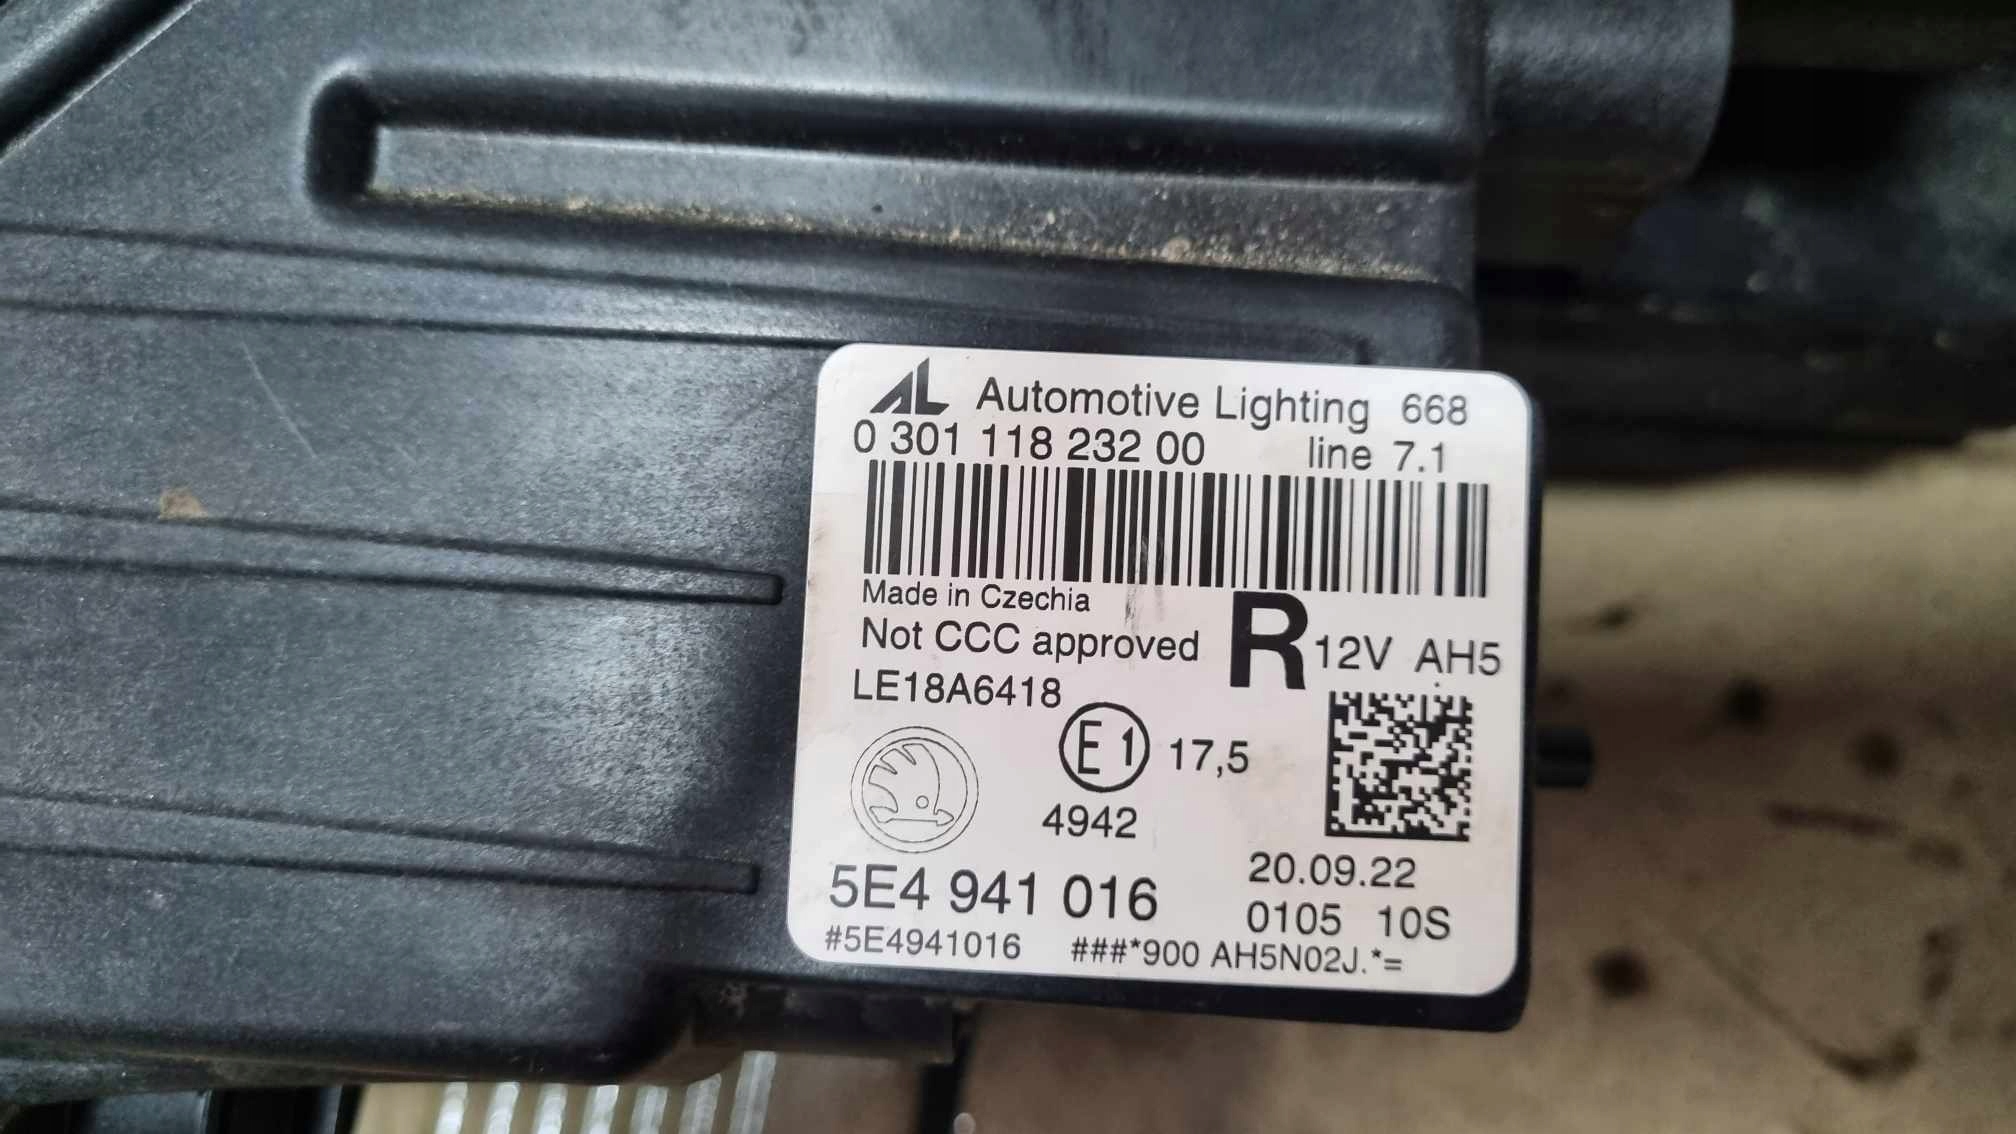 AL Automotive Lighting 668
0 301 118 232 00 line 7.1
Made in Czechia
Not CCC approved R 12V AH5
LE18A6418
E1 17,5
4942
5E4 941 016 20.09.22
0105 10S
#5E4941016 ###*900 AH5N02J.*=